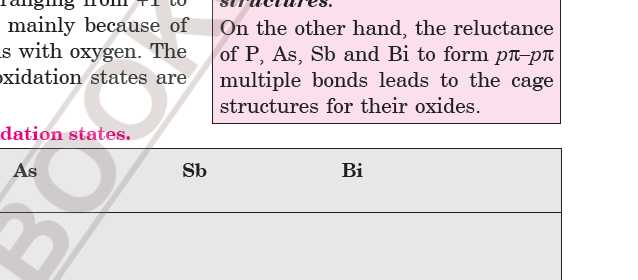 ranging from +1 to
mainly because of
with oxygen. The
oxidation states are
structures.
On the other hand, the reluctance
of P, As, Sb and Bi to form pπ–pπ
multiple bonds leads to the cage
structures for their oxides.
dation states.
As Sb Bi
BOOK